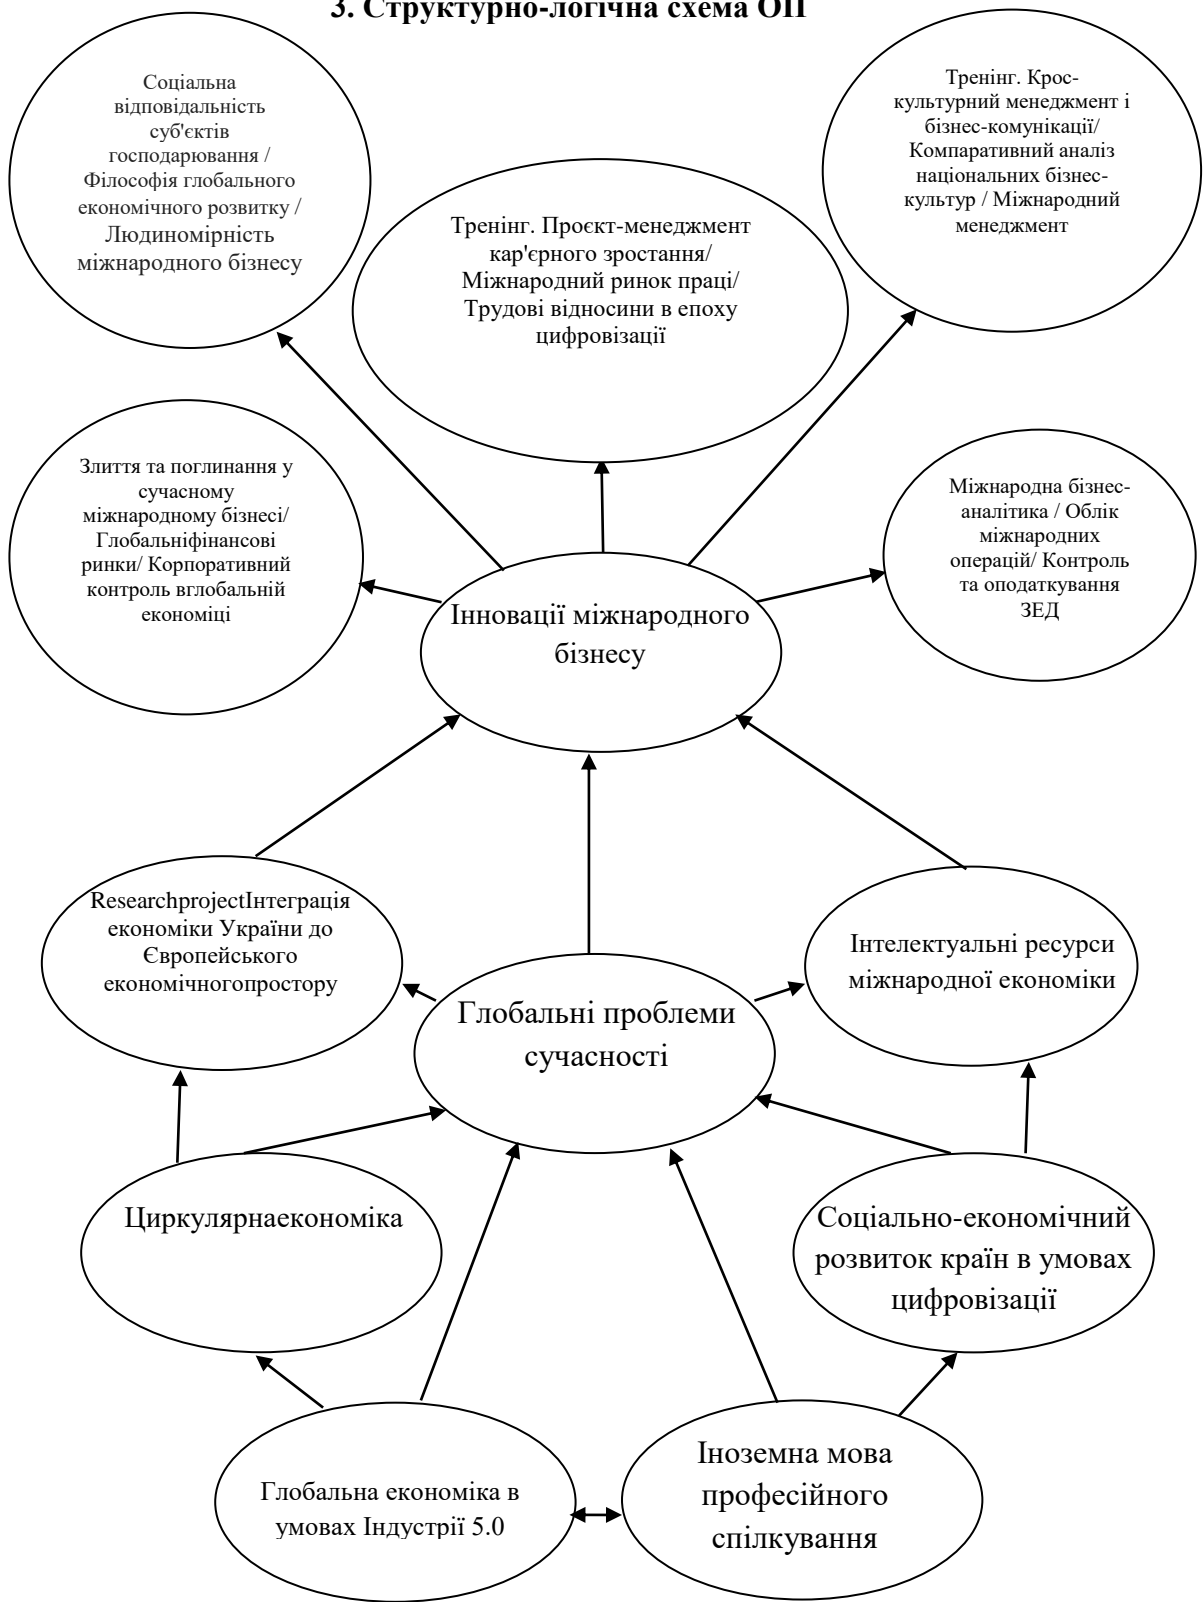 3. Структурно-логічна схема ОП
Соціальна
відповідальність
суб'єктів
господарювання /
Філософія глобального
економічного розвитку /
Людиномірність
міжнародного бізнесу
Тренінг. Проєкт-менеджмент
кар'єрного зростання/
Міжнародний ринок праці/
Трудові відносини в епоху
цифровізації
Тренінг. Крос-
культурний менеджмент і
бізнес-комунікації/
Компаративний аналіз
національних бізнес-
культур / Міжнародний
менеджмент
Злиття та поглинання у
сучасному
міжнародному бізнесі/
Глобальніфінансові
ринки/ Корпоративний
контроль вглобальній
економіці
Міжнародна бізнес-
аналітика / Облік
міжнародних
операцій/ Контроль
та оподаткування
ЗЕД
Інновації міжнародного
бізнесу
ResearchprojectІнтеграція
економіки України до
Європейського
економічногопростору
Інтелектуальні ресурси
міжнародної економіки
Глобальні проблеми
сучасності
Циркулярнаекономіка
Соціально-економічний
розвиток країн в умовах
цифровізації
Глобальна економіка в
умовах Індустрії 5.0
Іноземна мова
професійного
спілкування